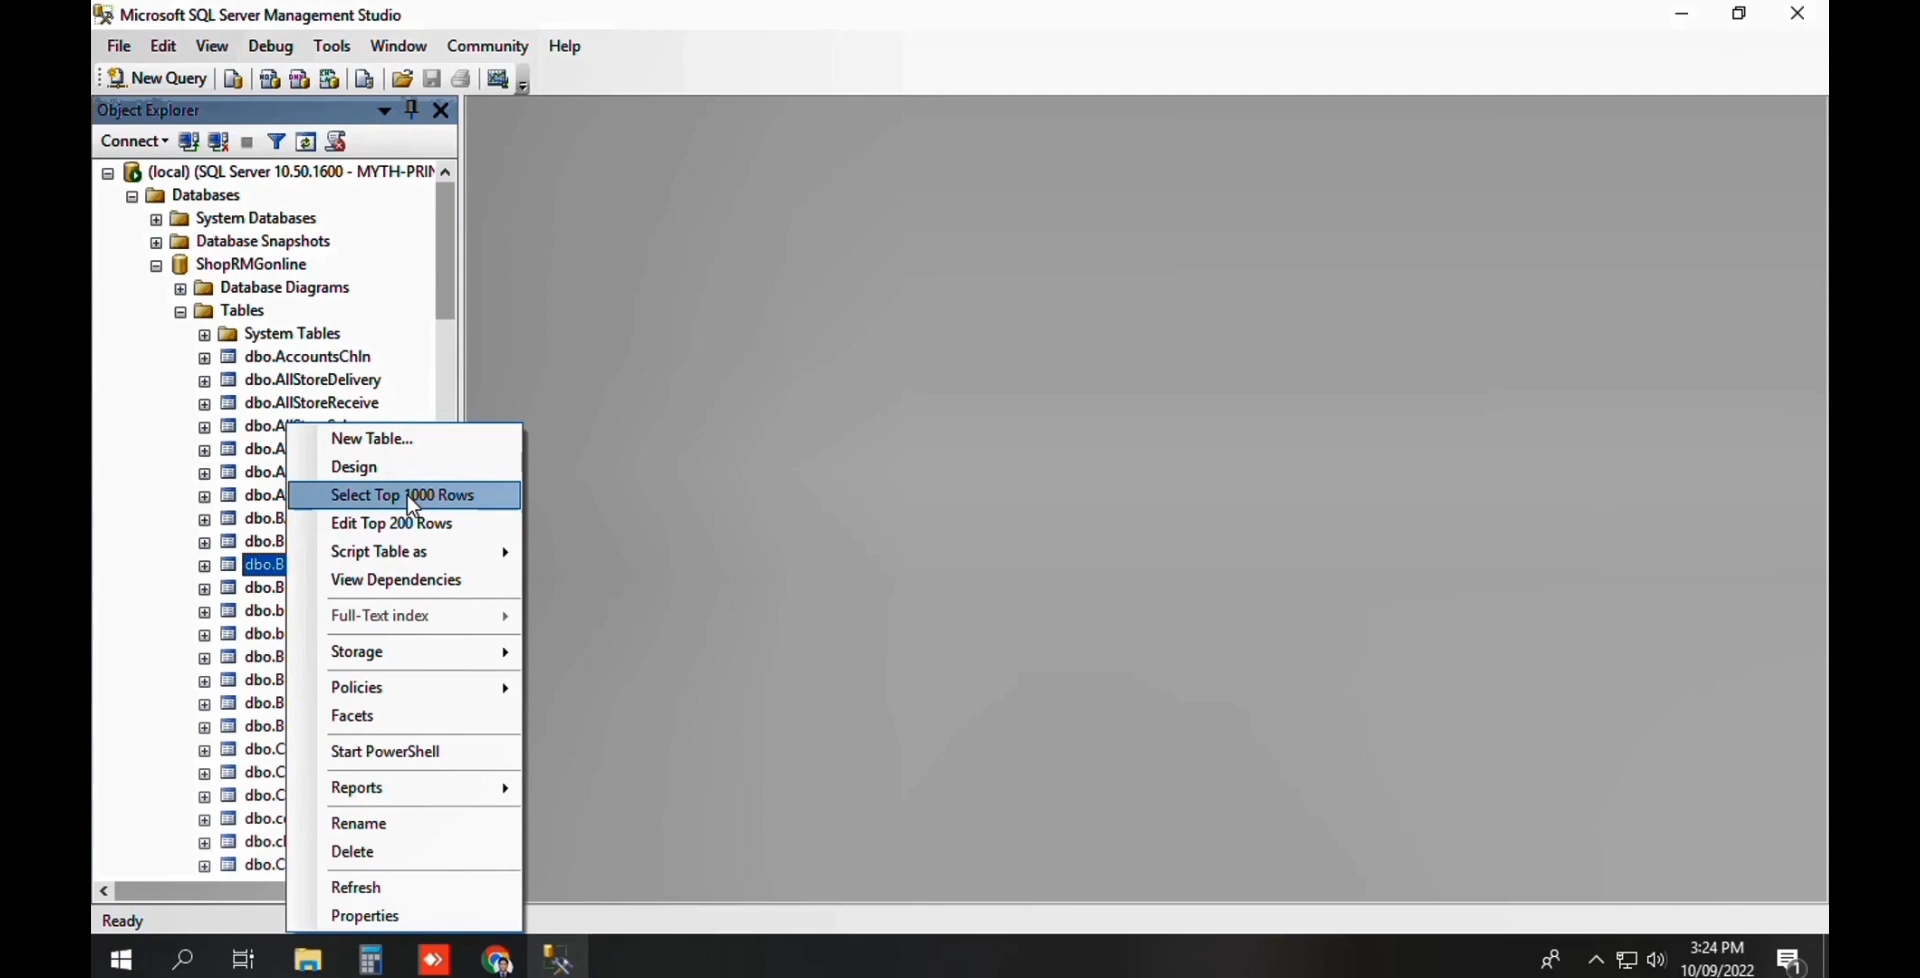 Microsoft SQL Server Management Studio
File Edit View Debug Tools Window Community Help
New Query
Object Explorer
Connect
(local) (SQL Server 10.50.1600 - MYTH-PRIN
Databases
System Databases
Database Snapshots
ShopRMGonline
Database Diagrams
Tables
System Tables
dbo.AccountsChln
dbo.AllStoreDelivery
dbo.AllStoreReceive
New Table...
Design
Select Top 1000 Rows
Edit Top 200 Rows
Script Table as
View Dependencies
Full-Text index
Storage
Policies
Facets
Start PowerShell
Reports
Rename
Delete
Refresh
Properties
Ready
3:24 PM
10/09/2022
1